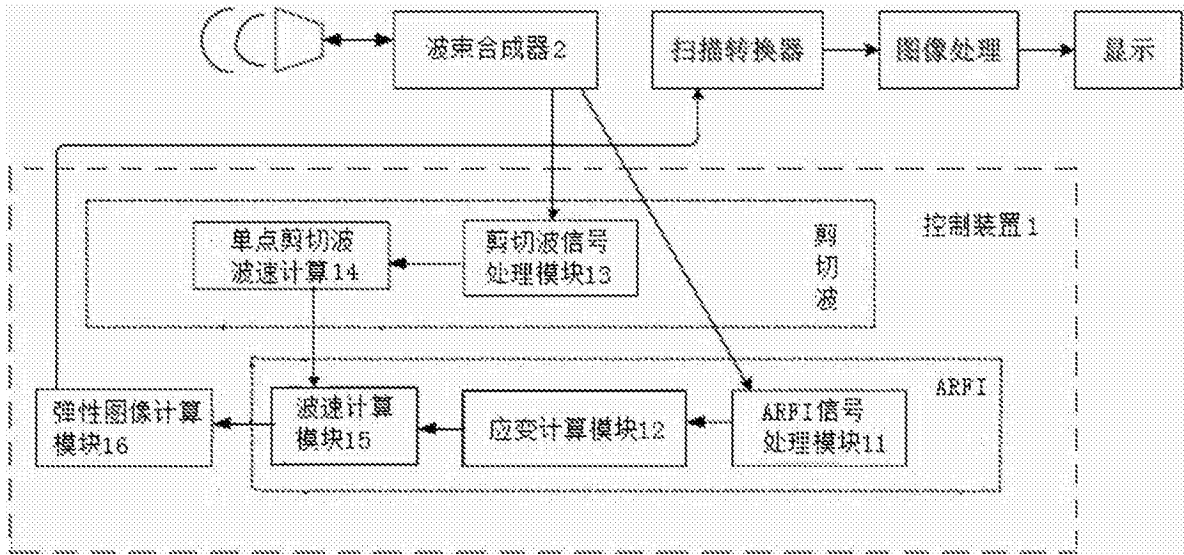 波束合成器2
扫描转换器
图像处理
显示
控制装置1
剪切波
单点剪切波
波速计算14
剪切波信号
处理模块13
ARFI
弹性图像计算
模块16
波速计算
模块15
应变计算模块12
ARFI信号
处理模块11